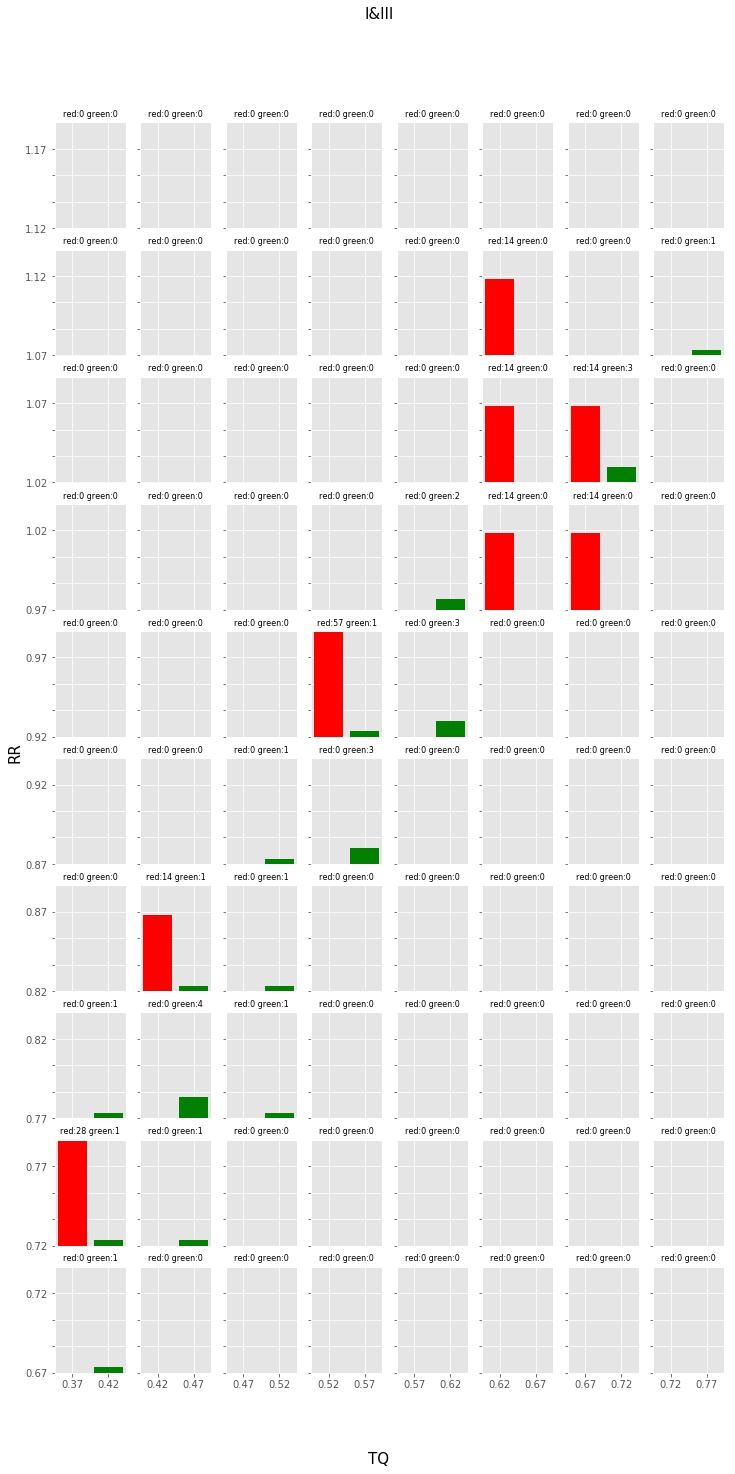 I&III
red:0 green:0 red:0 green:0 red:0 green:0 red:0 green:0 red:0 green:0 red:0 green:0 red:0 green:0 red:0 green:0
1.17
1.12
red:0 green:0 red:0 green:0 red:0 green:0 red:0 green:0 red:0 green:0 red:14 green:0 red:0 green:0 red:0 green:1
1.12
1.07
red:0 green:0 red:0 green:0 red:0 green:0 red:0 green:0 red:0 green:0 red:14 green:0 red:14 green:3 red:0 green:0
1.07
1.02
red:0 green:0 red:0 green:0 red:0 green:0 red:0 green:0 red:0 green:2 red:14 green:0 red:14 green:0 red:0 green:0
1.02
0.97
red:0 green:0 red:0 green:0 red:0 green:0 red:57 green:1 red:0 green:3 red:0 green:0 red:0 green:0 red:0 green:0
0.97
0.92
RR
red:0 green:0 red:0 green:0 red:0 green:1 red:0 green:3 red:0 green:0 red:0 green:0 red:0 green:0 red:0 green:0
0.92
0.87
red:0 green:0 red:14 green:1 red:0 green:1 red:0 green:0 red:0 green:0 red:0 green:0 red:0 green:0 red:0 green:0
0.87
0.82
red:0 green:1 red:0 green:4 red:0 green:1 red:0 green:0 red:0 green:0 red:0 green:0 red:0 green:0 red:0 green:0
0.82
0.77
red:28 green:1 red:0 green:1 red:0 green:0 red:0 green:0 red:0 green:0 red:0 green:0 red:0 green:0 red:0 green:0
0.77
0.72
red:0 green:1 red:0 green:0 red:0 green:0 red:0 green:0 red:0 green:0 red:0 green:0 red:0 green:0 red:0 green:0
0.72
0.67
0.37 0.42 0.42 0.47 0.47 0.52 0.52 0.57 0.57 0.62 0.62 0.67 0.67 0.72 0.72 0.77
TQ